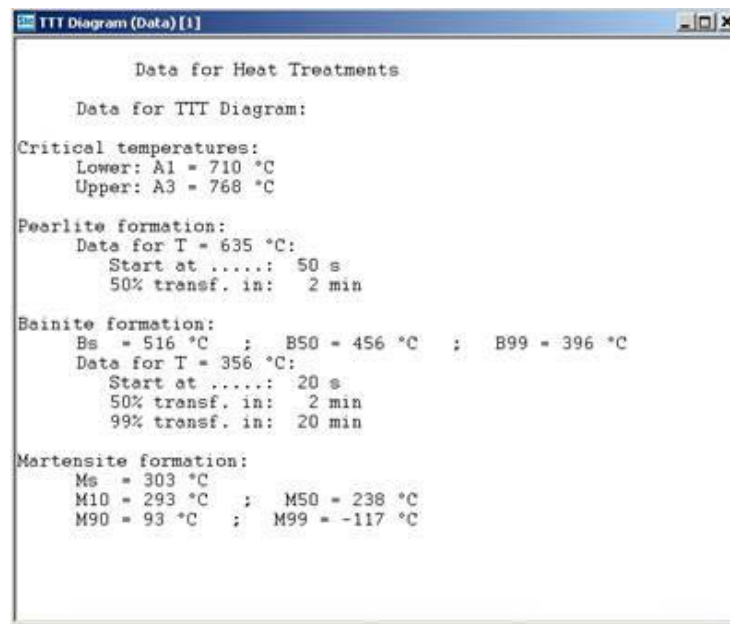 TTT Diagram (Data) [1]
Data for Heat Treatments
Data for TTT Diagram:
Critical temperatures:
Lower: A1 = 710 °C
Upper: A3 = 768 °C
Pearlite formation:
Data for T = 635 °C:
Start at .....: 50 s
50% transf. in: 2 min
Bainite formation:
Bs = 516 °C ; B50 = 456 °C ; B99 = 396 °C
Data for T = 356 °C:
Start at .....: 20 s
50% transf. in: 2 min
99% transf. in: 20 min
Martensite formation:
Ms = 303 °C
M10 = 293 °C ; M50 = 238 °C
M90 = 93 °C ; M99 = -117 °C